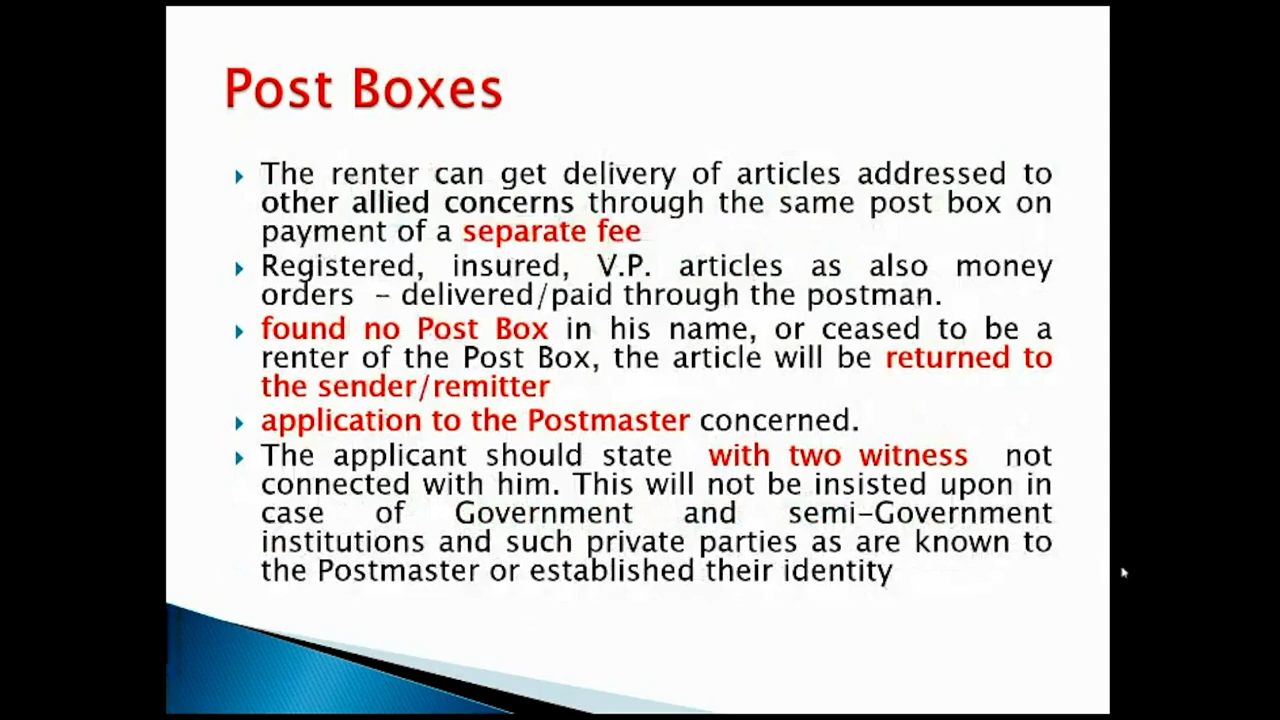 Post Boxes
The renter can get delivery of articles addressed to
other allied concerns through the same post box on
payment of a separate fee
Registered, insured, V.P. articles as also money
orders - delivered/paid through the postman.
found no Post Box in his name, or ceased to be a
renter of the Post Box, the article will be returned to
the sender/remitter
application to the Postmaster concerned.
The applicant should state with two witness not
connected with him. This will not be insisted upon in
case of Government and semi-Government
institutions and such private parties as are known to
the Postmaster or established their identity